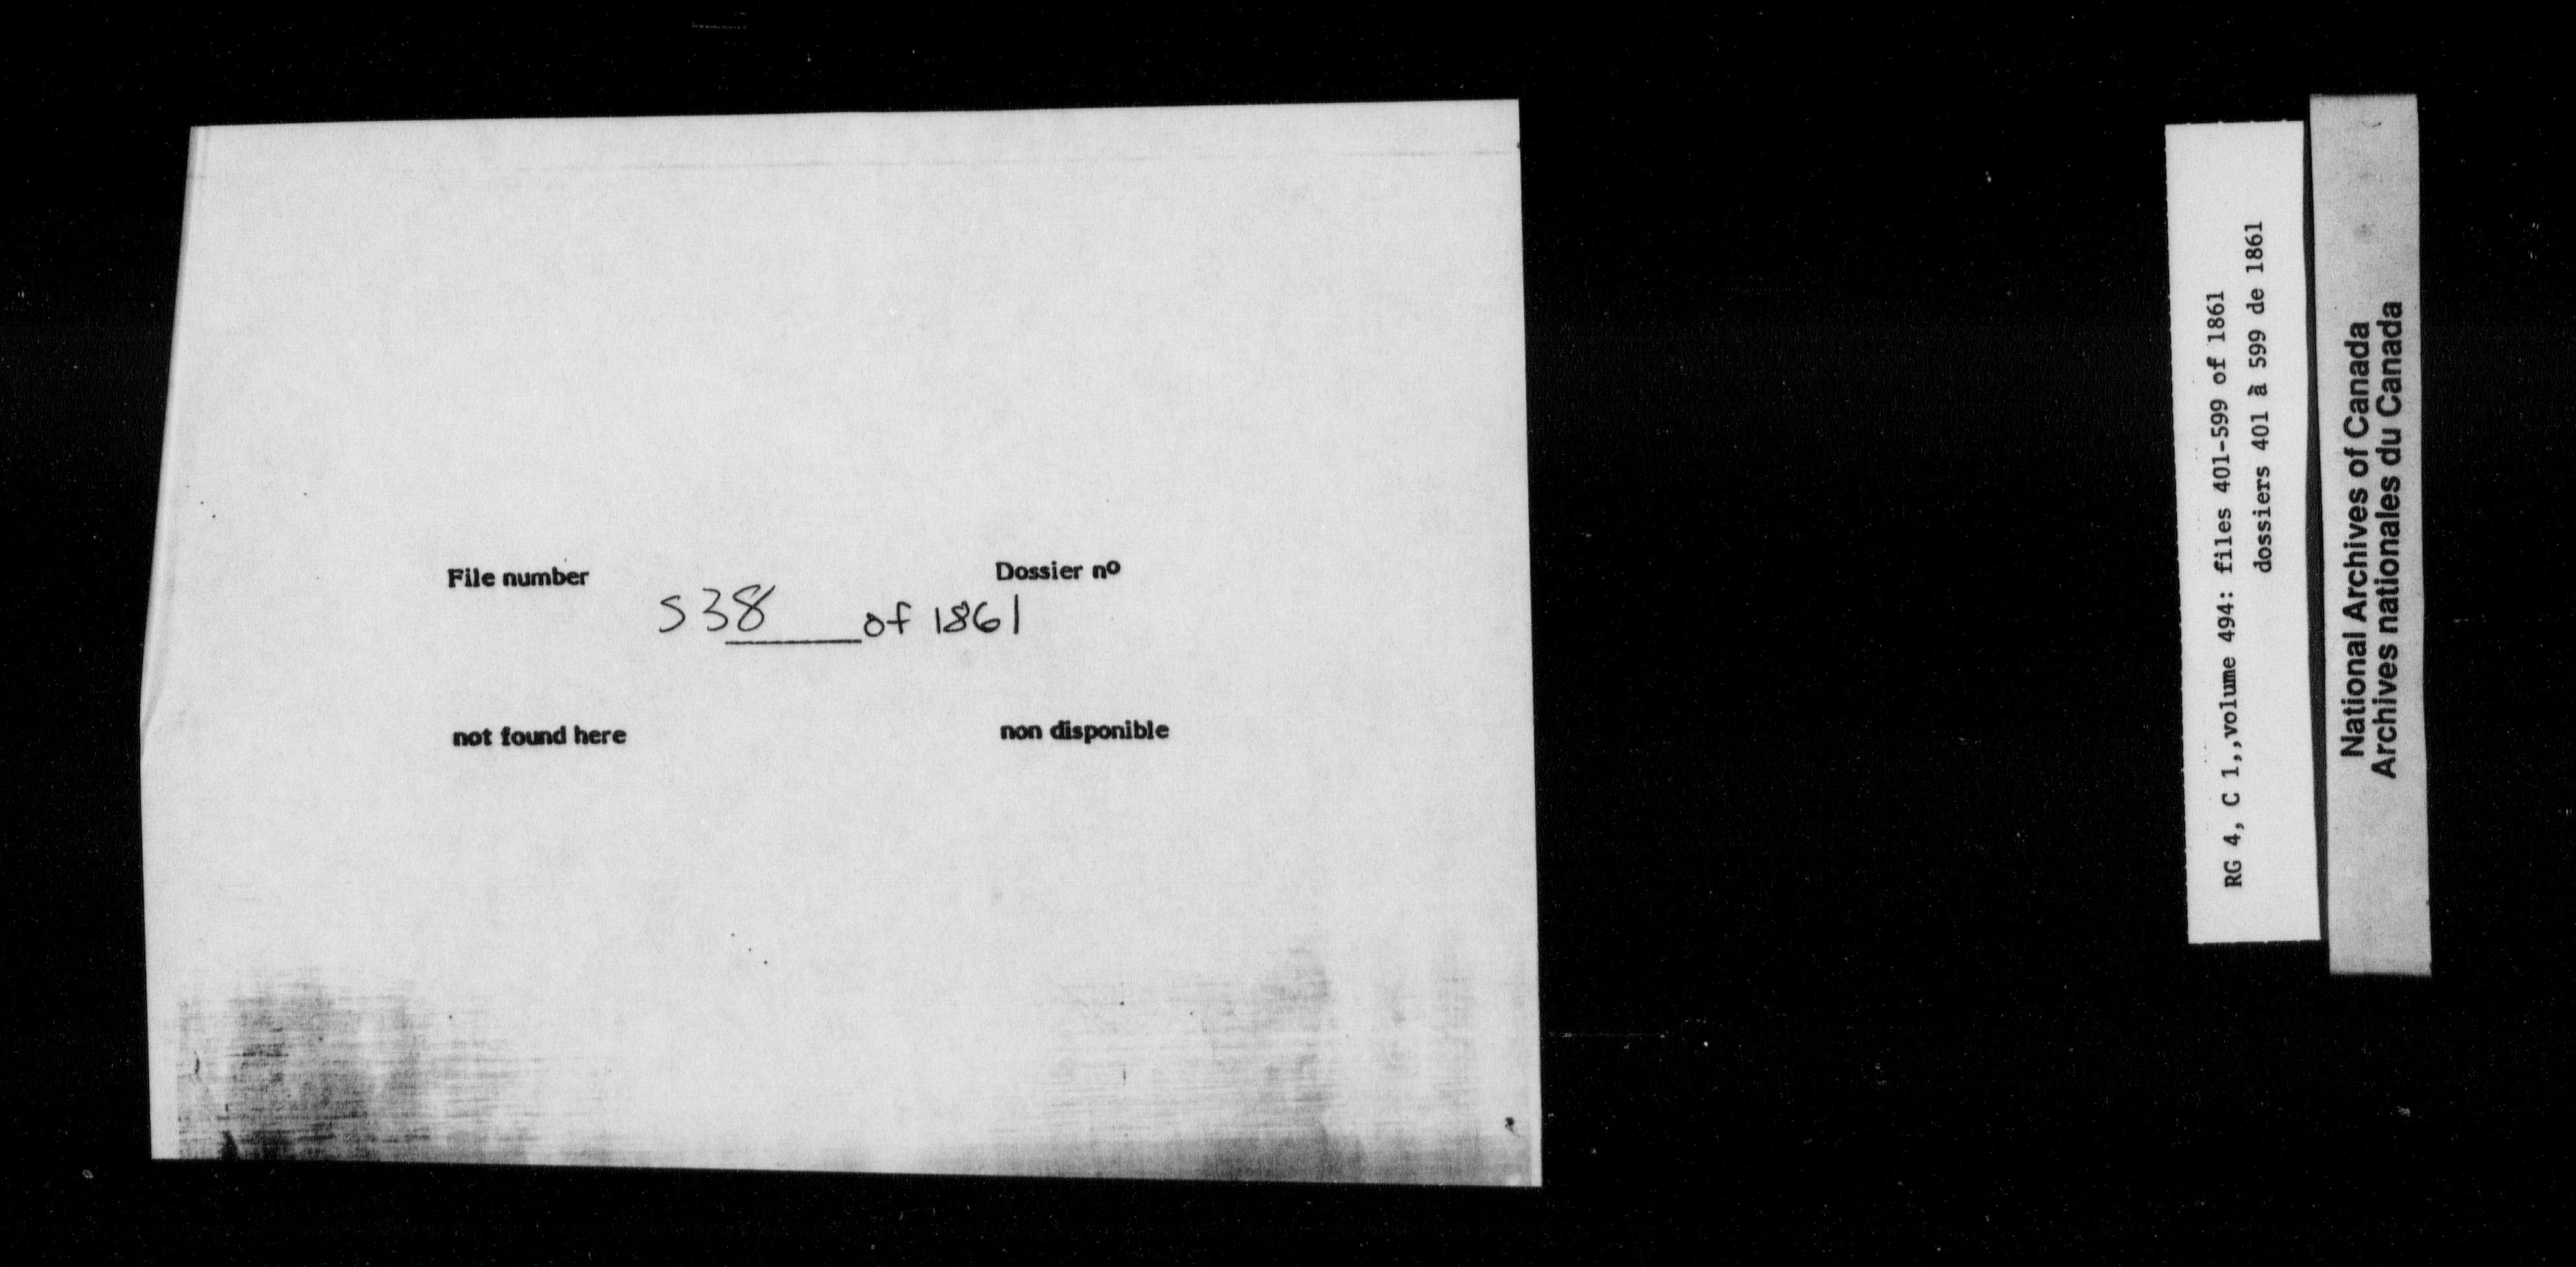 File number Dossier nº
538 of 1861
not found here non disponible
RG 4, C 1,,volume 494: files 401-599 of 1861
dossiers 401 à 599 de 1861
National Archives of Canada
Archives nationales du Canada